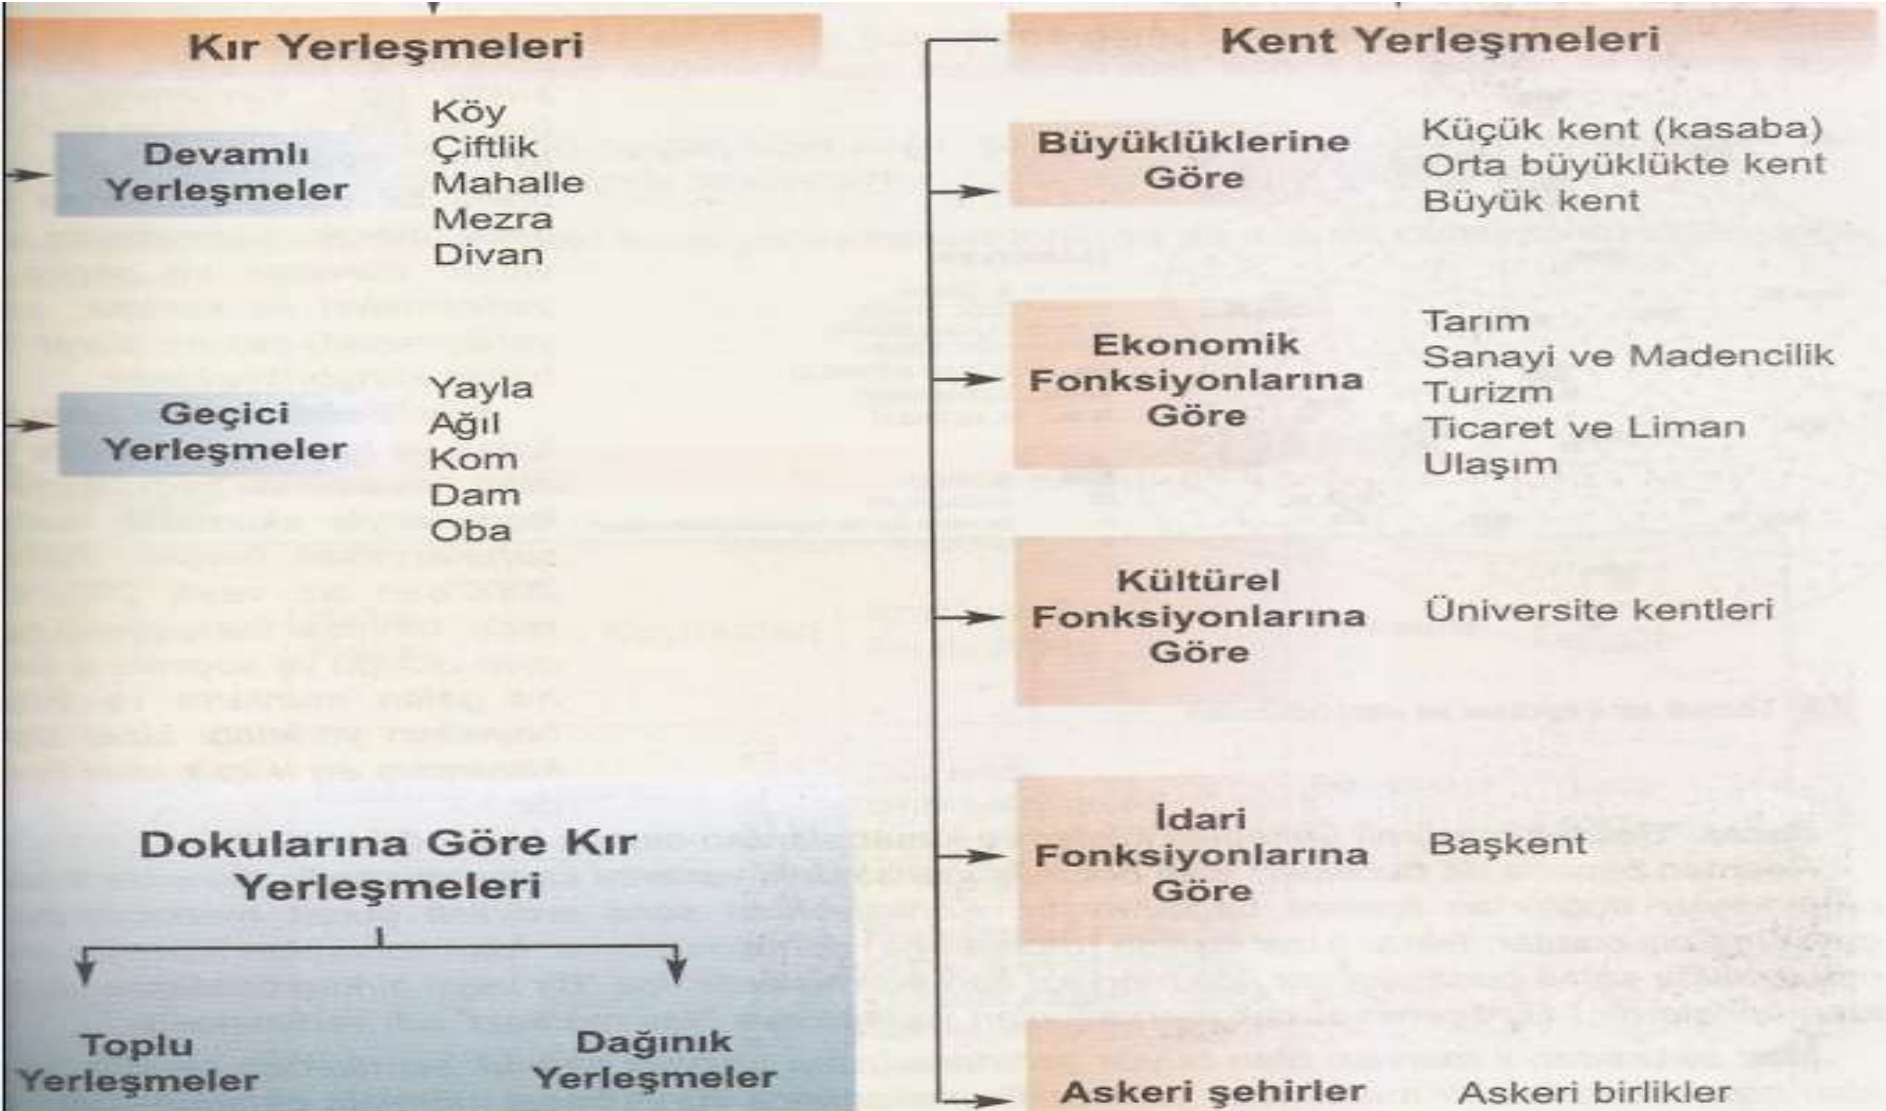 Kır Yerleşmeleri
Devamlı
Yerleşmeler
Köy
Çiftlik
Mahalle
Mezra
Divan
Geçici
Yerleşmeler
Yayla
Ağıl
Kom
Dam
Oba
Dokularına Göre Kır
Yerleşmeleri
Toplu
Yerleşmeler
Dağınık
Yerleşmeler
Kent Yerleşmeleri
Büyüklüklerine
Göre
Küçük kent (kasaba)
Orta büyüklükte kent
Büyük kent
Ekonomik
Fonksiyonlarına
Göre
Tarım
Sanayi ve Madencilik
Turizm
Ticaret ve Liman
Ulaşım
Kültürel
Fonksiyonlarına
Göre
Üniversite kentleri
İdari
Fonksiyonlarına
Göre
Başkent
Askeri şehirler
Askeri birlikler